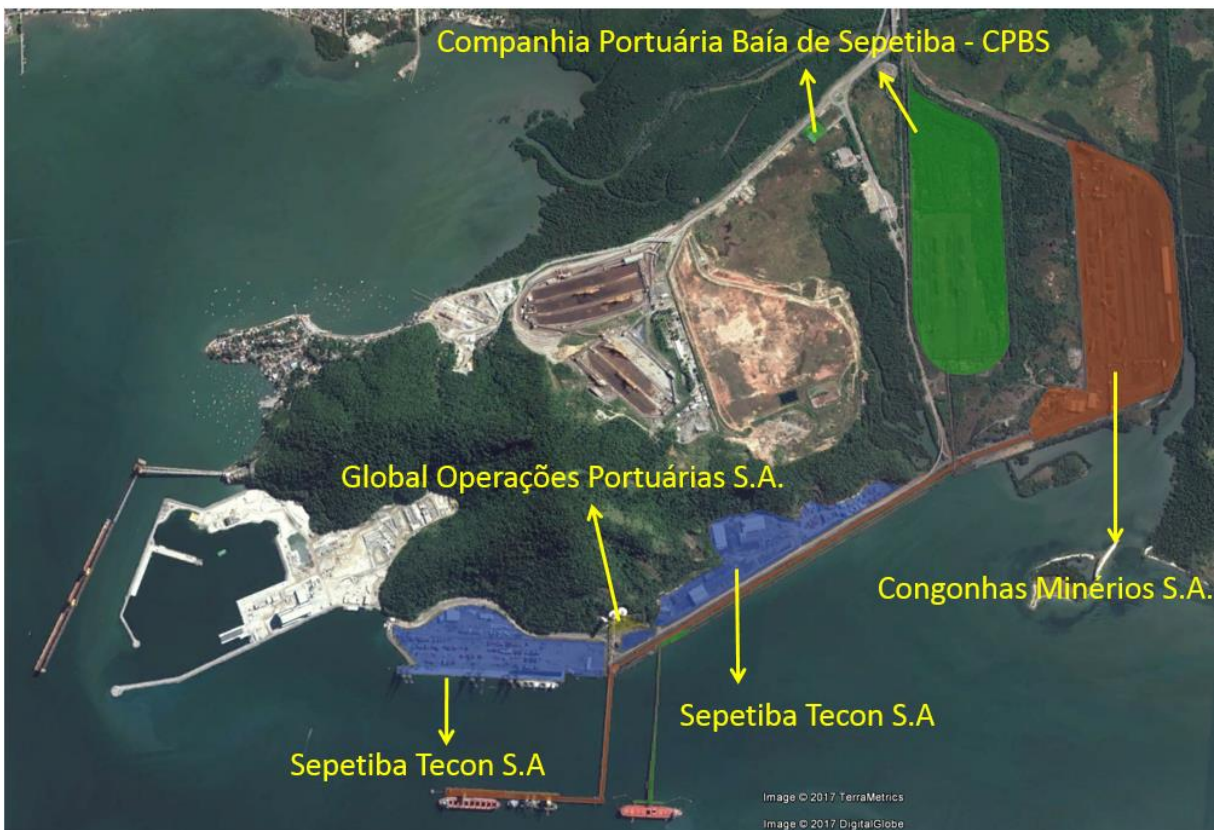 Companhia Portuária Baía de Sepetiba - CPBS
Global Operações Portuárias S.A.
Congonhas Minérios S.A.
Sepetiba Tecon S.A
Sepetiba Tecon S.A
Image © 2017 TerraMetrics
Image © 2017 DigitalGlobe